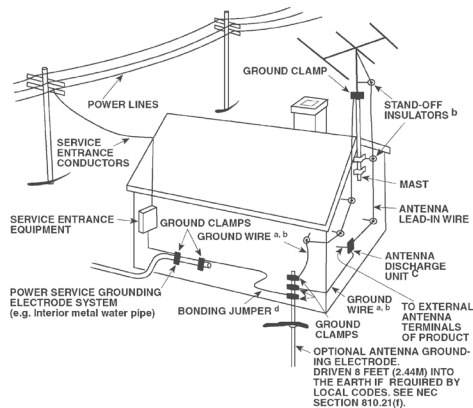 GROUND CLAMP
POWER LINES
STAND-OFF
INSULATORS b
SERVICE
ENTRANCE
CONDUCTORS
MAST
ANTENNA
LEAD-IN WIRE
SERVICE ENTRANCE
EQUIPMENT
GROUND CLAMPS
GROUND WIRE a, b
ANTENNA
DISCHARGE
UNIT C
POWER SERVICE GROUNDING
ELECTRODE SYSTEM
(e.g. Interior metal water pipe)
BONDING JUMPER d
GROUND
WIRE a, b
TO EXTERNAL
ANTENNA
TERMINALS
OF PRODUCT
GROUND
CLAMPS
OPTIONAL ANTENNA GROUND-
ING ELECTRODE.
DRIVEN 8 FEET (2.44M) INTO
THE EARTH IF REQUIRED BY
LOCAL CODES. SEE NEC
SECTION 810.21(f).